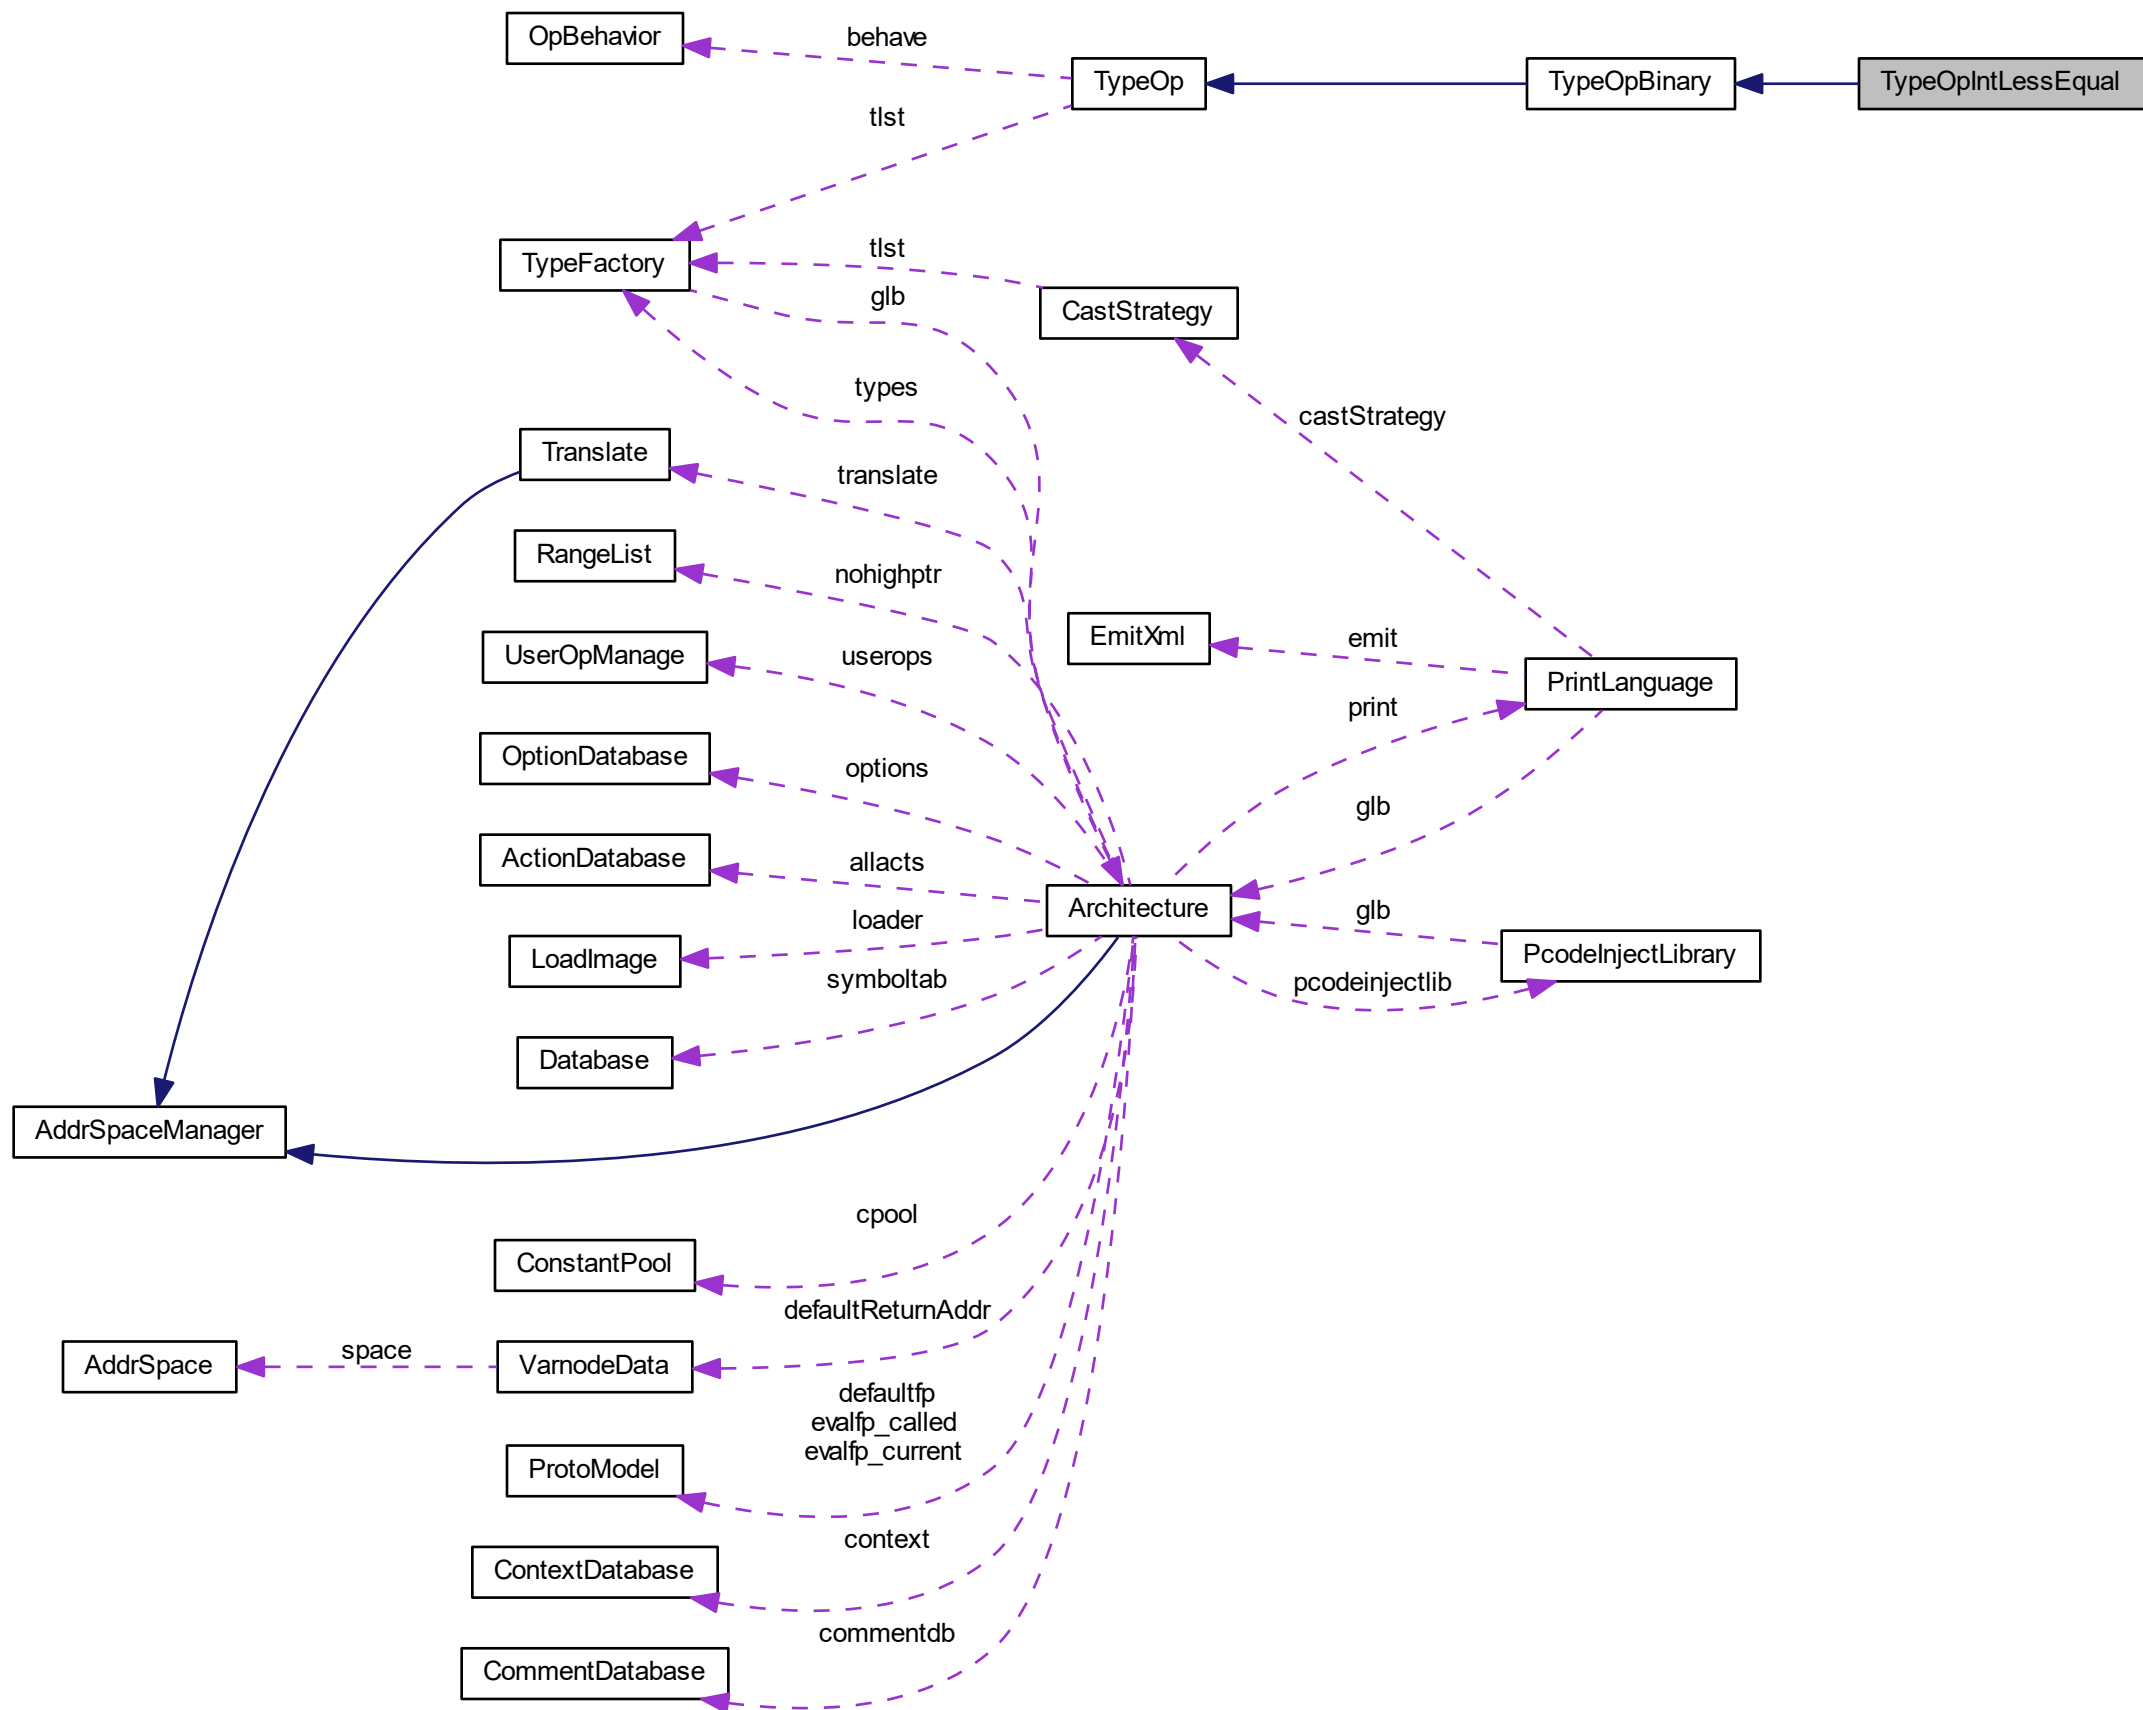 OpBehavior
behave
TypeOp
TypeOpBinary
TypeOpIntLessEqual
tlst
TypeFactory
tlst
glb
CastStrategy
types
castStrategy
Translate
translate
RangeList
nohighptr
EmitXml
emit
UserOpManage
userops
PrintLanguage
print
OptionDatabase
options
glb
ActionDatabase
allacts
Architecture
loader
glb
LoadImage
PcodeInjectLibrary
symboltab
pcodeinjectlib
Database
AddrSpaceManager
cpool
ConstantPool
defaultReturnAddr
AddrSpace
space
VarnodeData
defaultfp
evalfp_called
evalfp_current
ProtoModel
context
ContextDatabase
commentdb
CommentDatabase